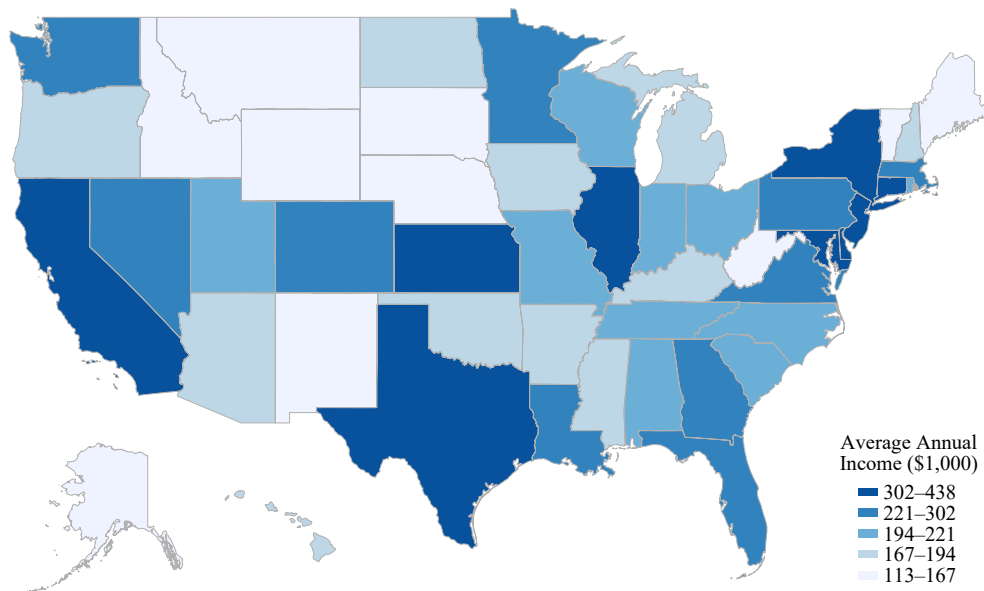 Average Annual
Income ($1,000)
302–438
221–302
194–221
167–194
113–167